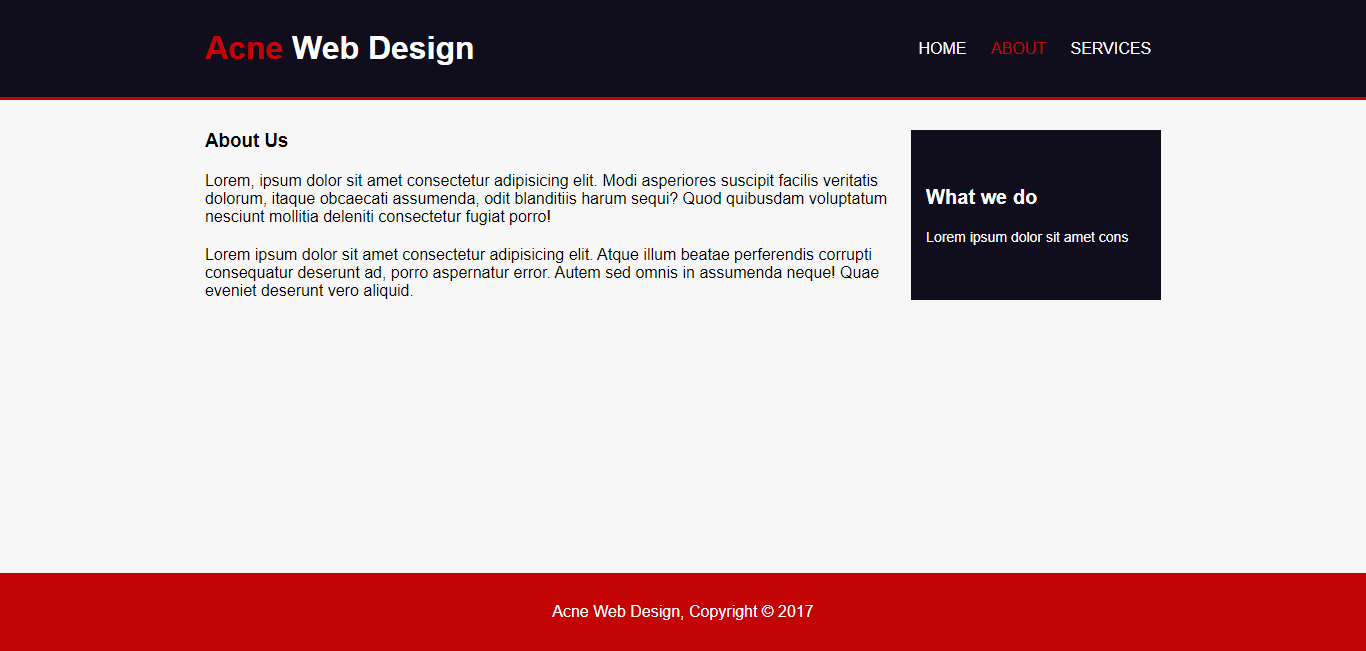 Acne Web Design
HOME ABOUT SERVICES
About Us
Lorem, ipsum dolor sit amet consectetur adipisicing elit. Modi asperiores suscipit facilis veritatis
dolorum, itaque obcaecati assumenda, odit blanditiis harum sequi? Quod quibusdam voluptatum
nesciunt mollitia deleniti consectetur fugiat porro!
Lorem ipsum dolor sit amet consectetur adipisicing elit. Atque illum beatae perferendis corrupti
consequatur deserunt ad, porro aspernatur error. Autem sed omnis in assumenda neque! Quae
eveniet deserunt vero aliquid.
What we do
Lorem ipsum dolor sit amet cons
Acne Web Design, Copyright © 2017